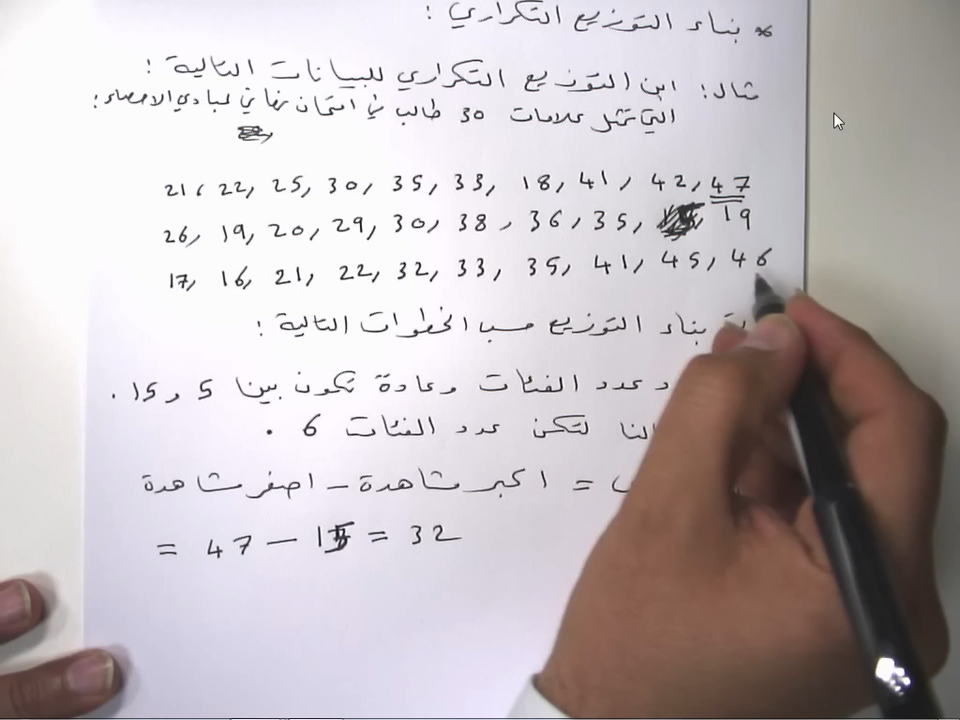 * بناء التوزيع التكراري :
مثال: ابن التوزيع التكراري للبيانات التالية :
التي تمثل علامات 30 طالب في امتحان نهائي لمبادئ الاحصاء :
21, 22, 25, 30, 35, 33, 18, 41, 42, 47
26, 19, 20, 29, 30, 38, 36, 35, 19
17, 16, 21, 22, 32, 33, 35, 41, 45, 46
بناء التوزيع حسب الخطوات التالية :
عدد الفئات وعادة تكون بين 5 و 15 .
لتكن عدد الفئات 6 .
= اكبر مشاهدة - اصغر مشاهدة
= 47 - 15 = 32